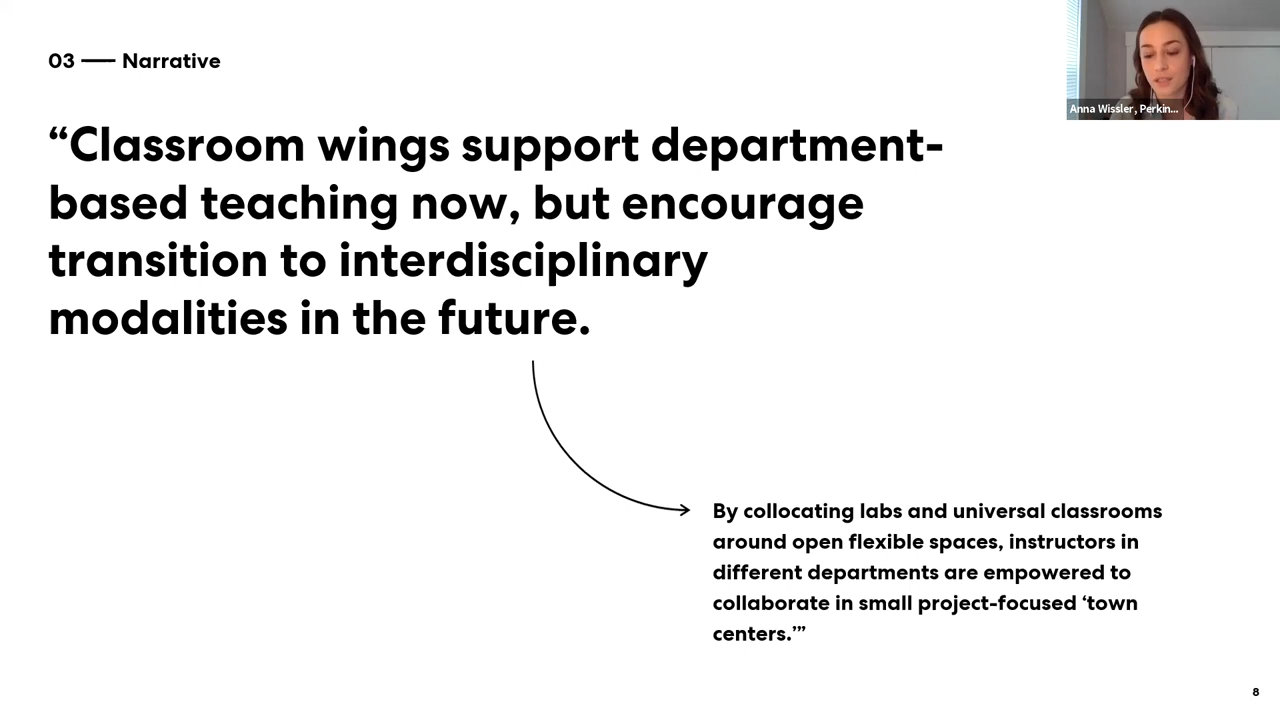 03 — Narrative
“Classroom wings support department-
based teaching now, but encourage
transition to interdisciplinary
modalities in the future.
By collocating labs and universal classrooms
around open flexible spaces, instructors in
different departments are empowered to
collaborate in small project-focused ‘town
centers.’”
Anna Wissler, Perkin...
8